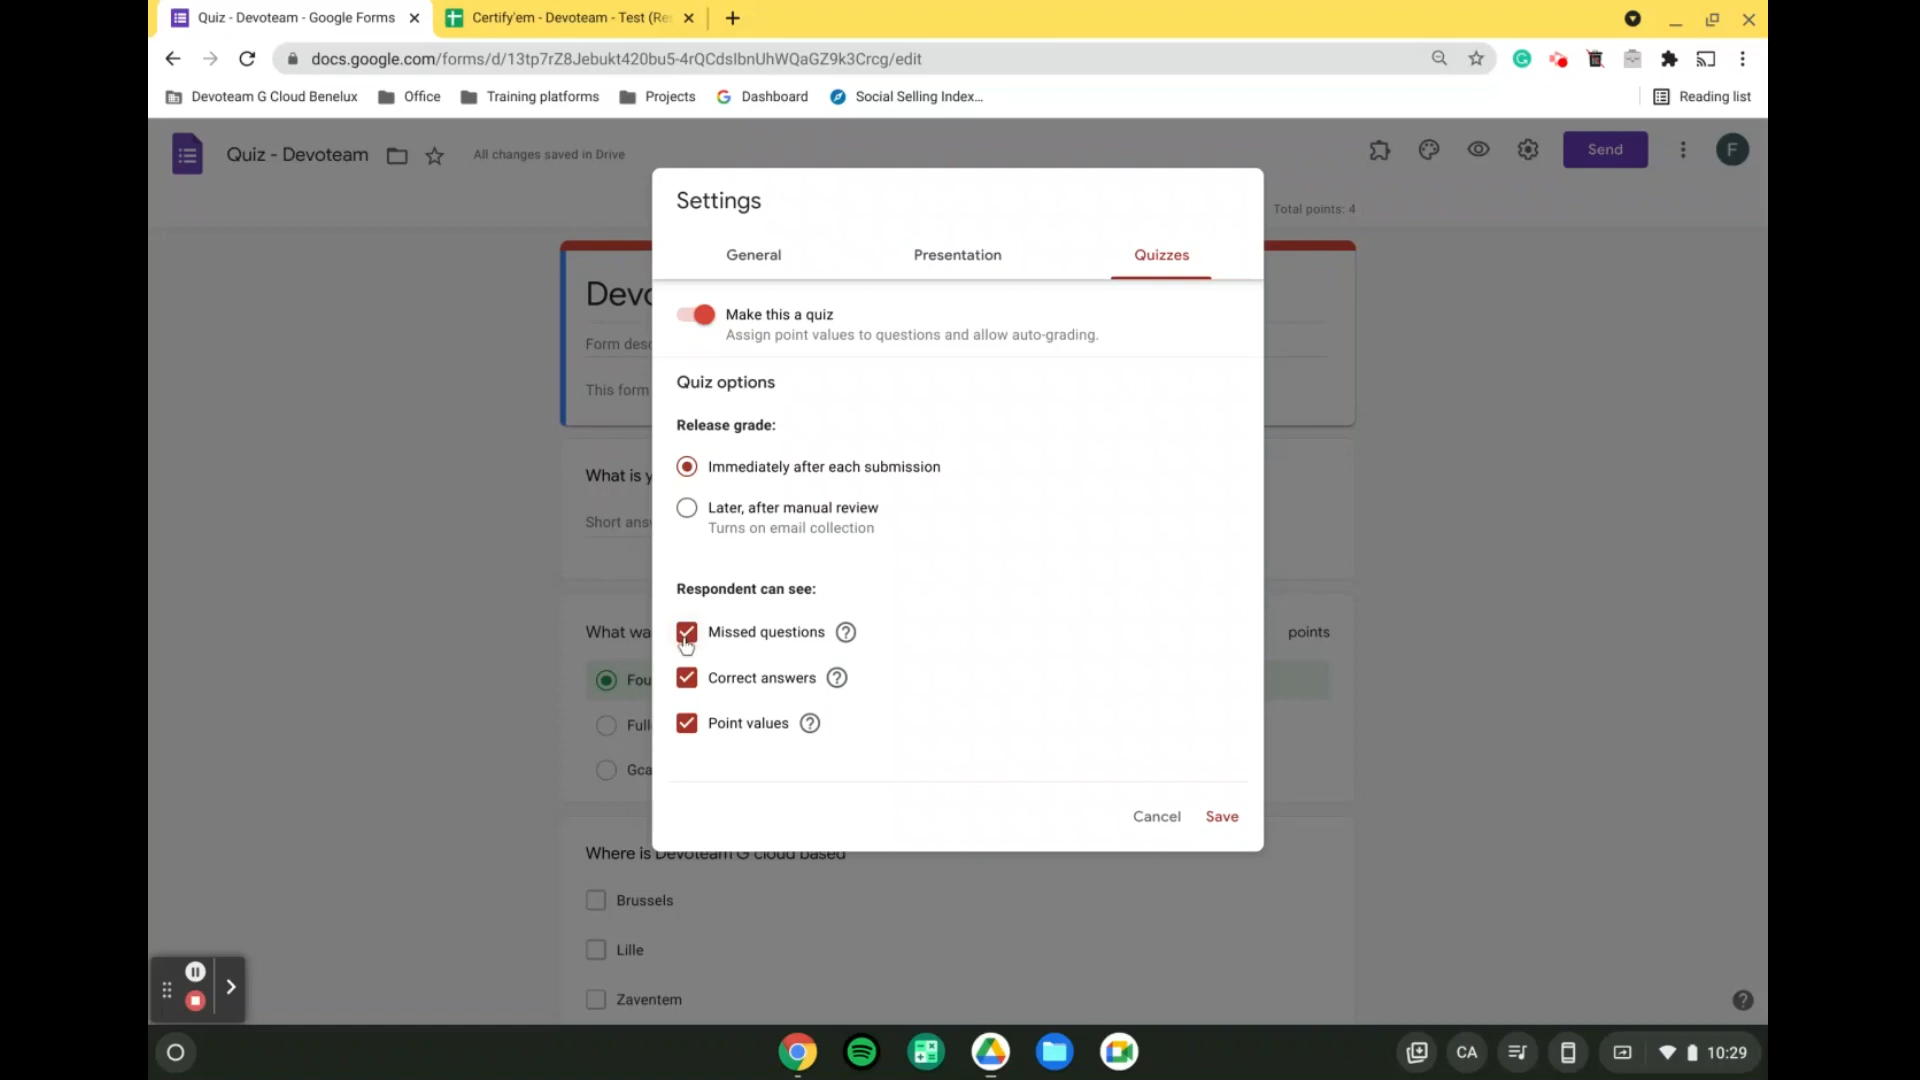 Quiz - Devoteam - Google Forms
Certify'em - Devoteam - Test (Re
docs.google.com/forms/d/13tp7rZ8Jebukt420bu5-4rQCdsIbnUhWQaGZ9k3Crcg/edit
Devoteam G Cloud Benelux
Office
Training platforms
Projects
Dashboard
Social Selling Index...
Reading list
Quiz - Devoteam
All changes saved in Drive
Send
F
Total points: 4
Settings
General
Presentation
Quizzes
Devo
Make this a quiz
Assign point values to questions and allow auto-grading.
Form desc
Quiz options
This form
Release grade:
Immediately after each submission
What is y
Later, after manual review
Short ans
Turns on email collection
Respondent can see:
What wa
Missed questions
points
Fou
Correct answers
Full
Point values
Gca
Cancel
Save
Where is Devoteam G cloud based
Brussels
Lille
Zaventem
CA
10:29